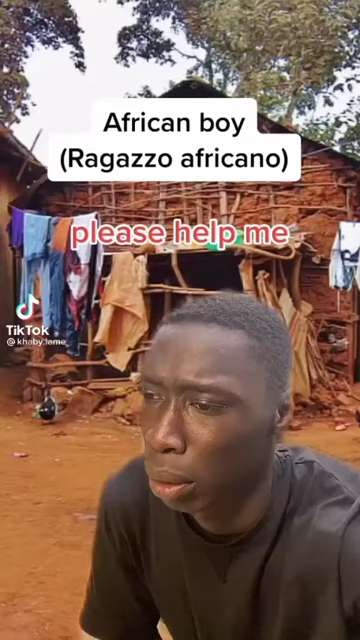 African boy
(Ragazzo africano)
please help me
TikTok
@khaby.lame